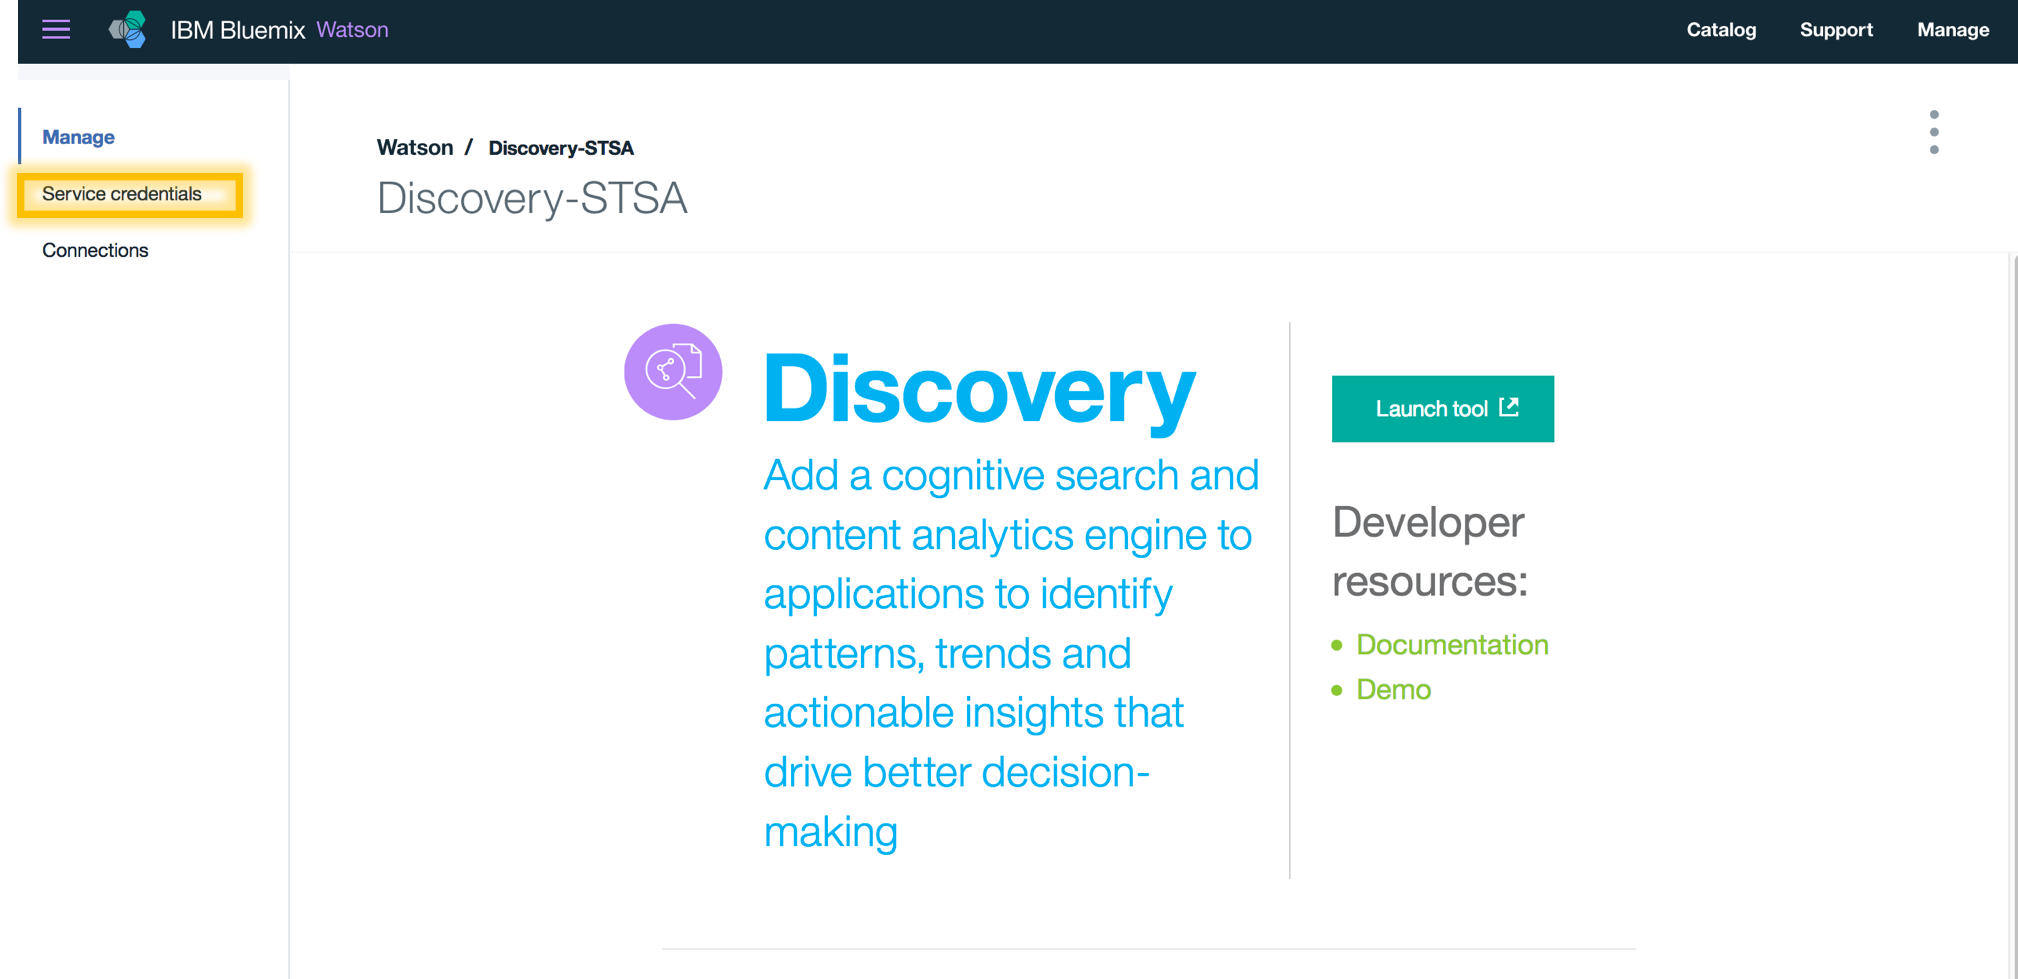 IBM Bluemix Watson
Catalog Support Manage
Manage
Service credentials
Connections
Watson / Discovery-STSA
Discovery-STSA
Discovery
Add a cognitive search and
content analytics engine to
applications to identify
patterns, trends and
actionable insights that
drive better decision-
making
Launch tool
Developer
resources:
Documentation
Demo